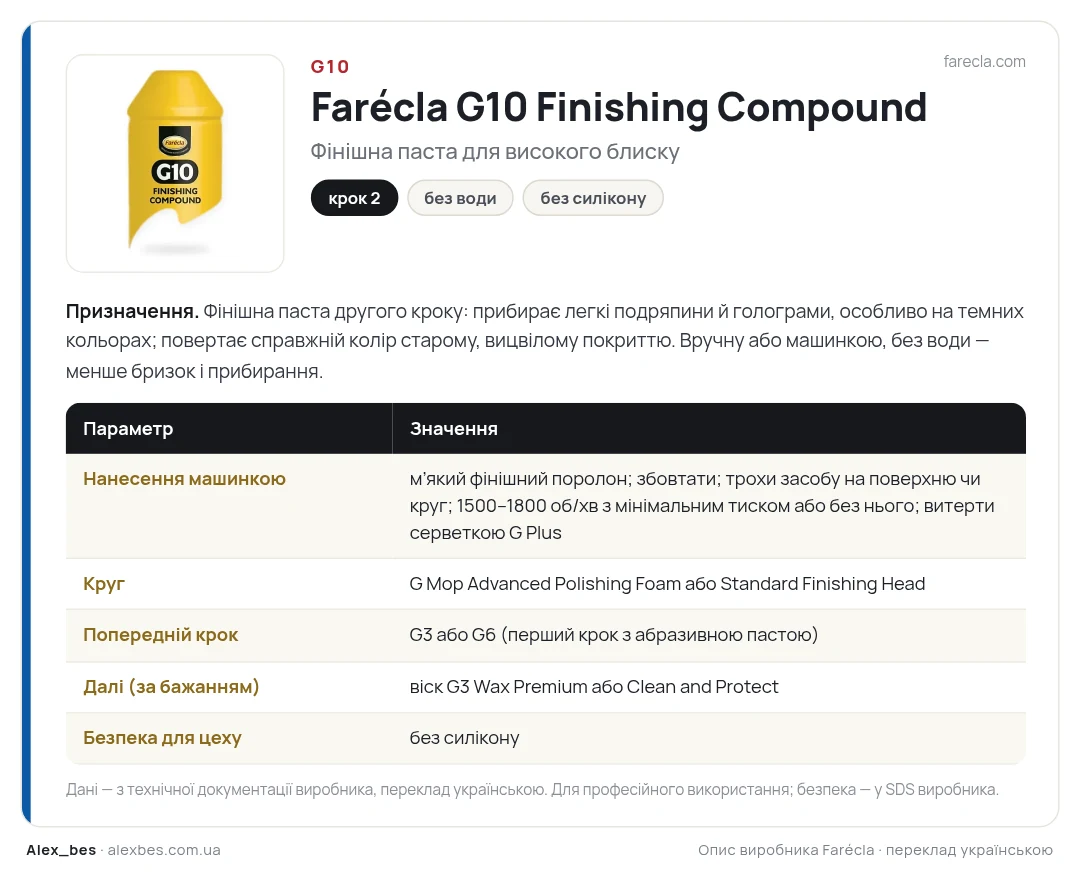 farecla.com
G10
Farécla G10 Finishing Compound
Фінішна паста для високого блиску
крок 2
без води
без силікону
Farécla
G10
FINISHING
COMPOUND
Призначення. Фінішна паста другого кроку: прибирає легкі подряпини й голограми, особливо на темних
кольорах; повертає справжній колір старому, вицвілому покриттю. Вручну або машинкою, без води —
менше бризок і прибирання.
Параметр
Значення
Нанесення машинкою
м’який фінішний поролон; збовтати; трохи засобу на поверхню чи
круг; 1500–1800 об/хв з мінімальним тиском або без нього; витерти
серветкою G Plus
Круг
G Mop Advanced Polishing Foam або Standard Finishing Head
Попередній крок
G3 або G6 (перший крок з абразивною пастою)
Далі (за бажанням)
віск G3 Wax Premium або Clean and Protect
Безпека для цеху
без силікону
Дані — з технічної документації виробника, переклад українською. Для професійного використання; безпека — у SDS виробника.
Alex_bes · alexbes.com.ua
Опис виробника Farécla · переклад українською